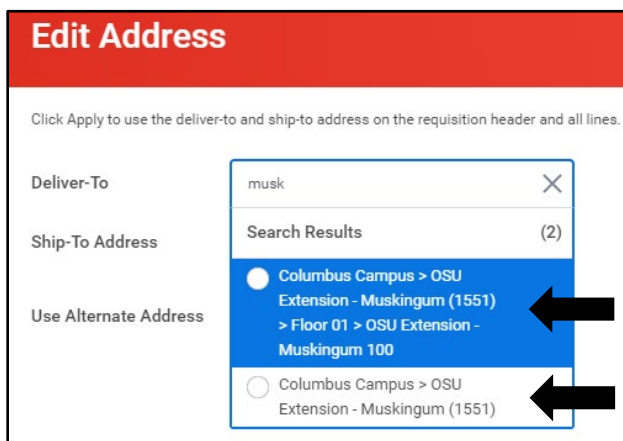 Edit Address
Click Apply to use the deliver-to and ship-to address on the requisition header and all lines.
Deliver-To
musk
Ship-To Address
Search Results (2)
Use Alternate Address
Columbus Campus > OSU
Extension - Muskingum (1551)
> Floor 01 > OSU Extension -
Muskingum 100
Columbus Campus > OSU
Extension - Muskingum (1551)